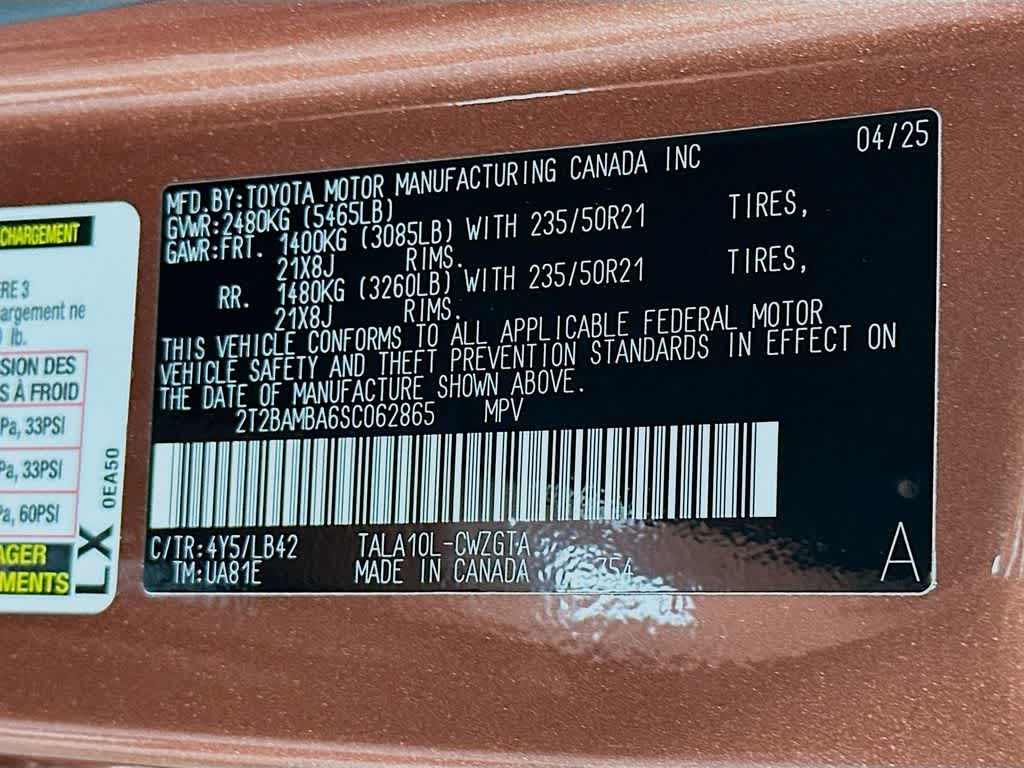 04/25
MFD.BY:TOYOTA MOTOR MANUFACTURING CANADA INC
GVWR:2480KG (5465LB)
GAWR:FRT. 1400KG (3085LB) WITH 235/50R21 TIRES,
21X8J RIMS.
RR. 1480KG (3260LB) WITH 235/50R21 TIRES,
21X8J RIMS.
THIS VEHICLE CONFORMS TO ALL APPLICABLE FEDERAL MOTOR
VEHICLE SAFETY AND THEFT PREVENTION STANDARDS IN EFFECT ON
THE DATE OF MANUFACTURE SHOWN ABOVE.
2T2BAMBA6SC062865 MPV
C/TR:4Y5/LB42 TALA10L-CWZGTA
TM:UA81E MADE IN CANADA 354
A
CHARGEMENT
ERE 3
argement ne
lb.
SION DES
S À FROID
Pa, 33PSI
Pa, 33PSI
Pa, 60PSI
AGER
MENTS
LX 0EA50